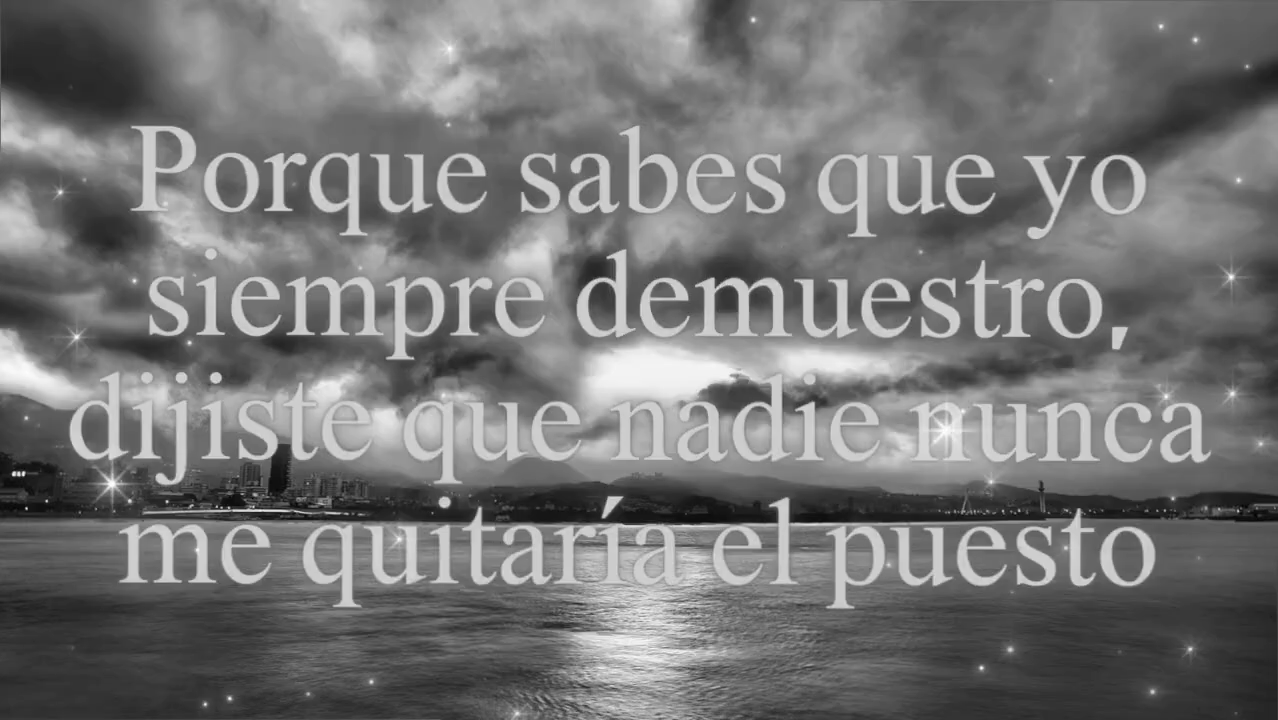 Porque sabes que yo
siempre demuestro,
dijiste que nadie nunca
me quitaría el puesto